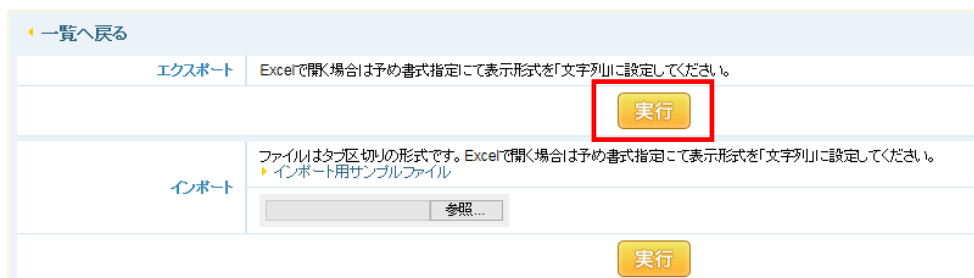 一覧へ戻る
エクスポート
Excelで開く場合は予め書式指定にて表示形式を「文字列」に設定してください。
実行
インポート
ファイルはタブ区切りの形式です。Excelで開く場合は予め書式指定にて表示形式を「文字列」に設定してください。
インポート用サンプルファイル
参照...
実行